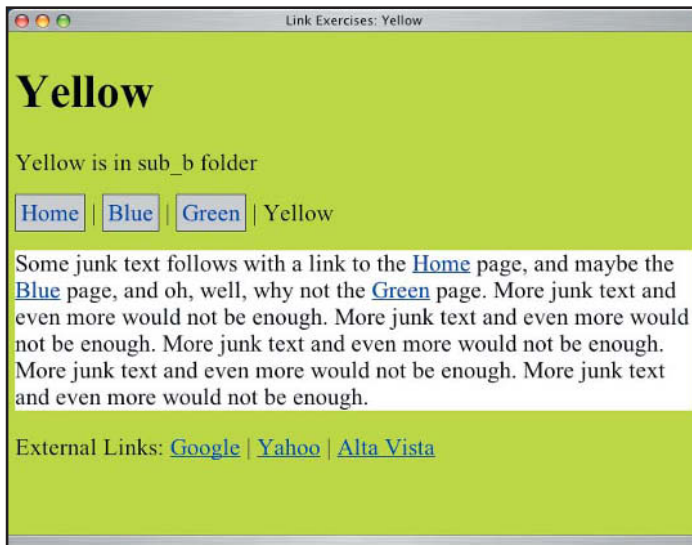 Link Exercises: Yellow
Yellow
Yellow is in sub_b folder
Home | Blue | Green | Yellow
Some junk text follows with a link to the Home page, and maybe the
Blue page, and oh, well, why not the Green page. More junk text and
even more would not be enough. More junk text and even more would
not be enough. More junk text and even more would not be enough.
More junk text and even more would not be enough. More junk text
and even more would not be enough.
External Links: Google | Yahoo | Alta Vista